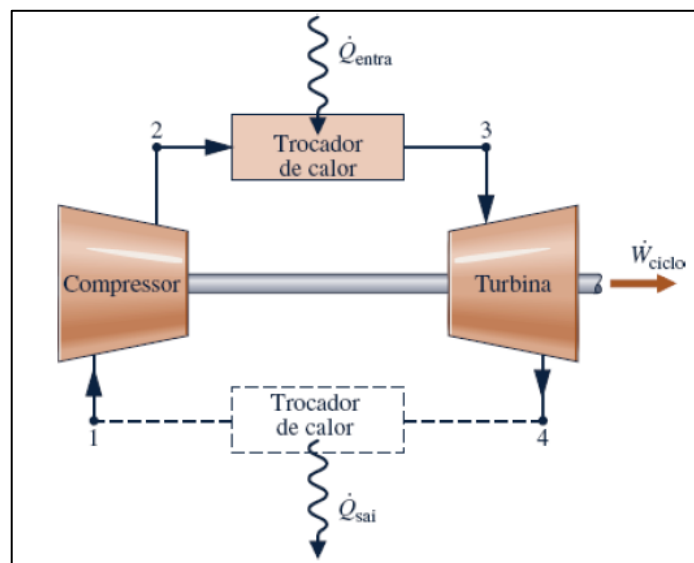 Q̇entra
2
3
Trocador
de calor
Compressor
Turbina
Ẇciclo
Trocador
de calor
1
4
Q̇sai